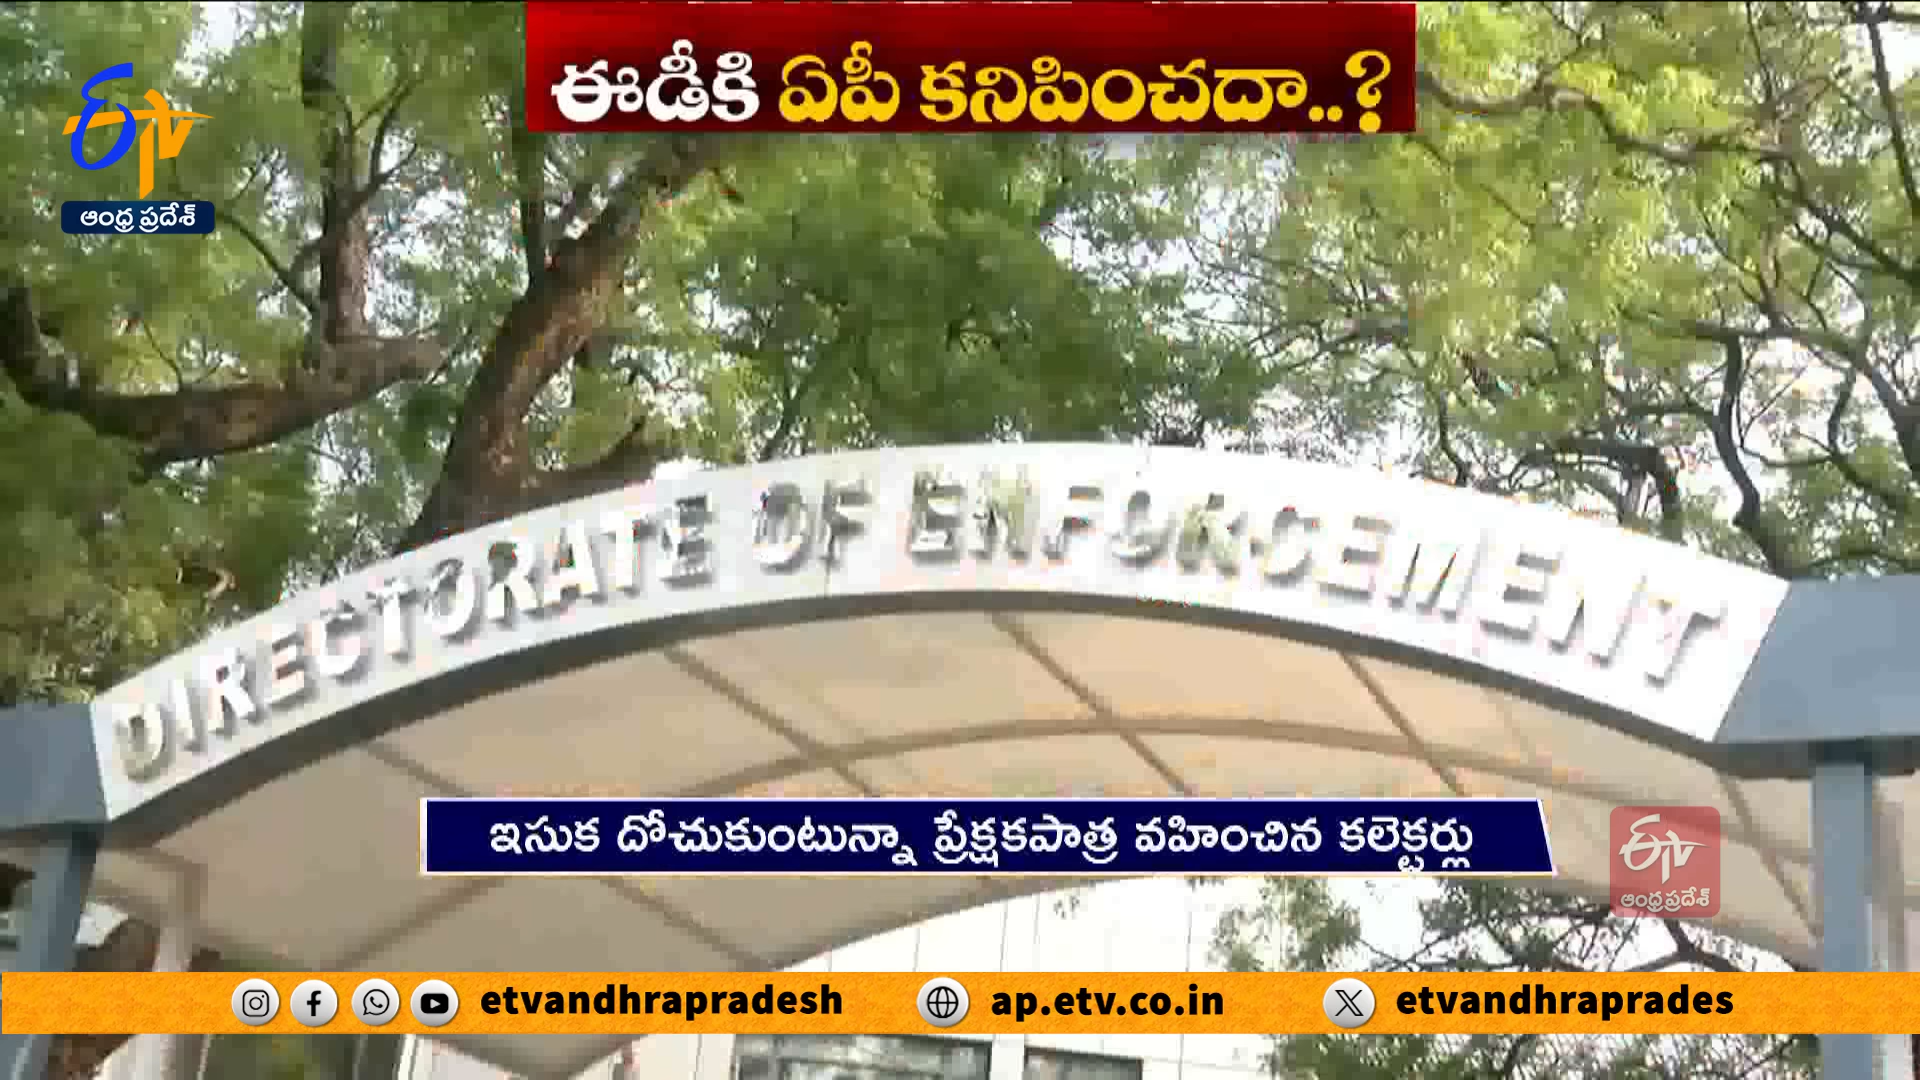 ఈడీకి ఏపీ కనిపించదా..?
ETV
ఆంధ్ర ప్రదేశ్
DIRECTORATE OF ENFORCEMENT
ఇసుక దోచుకుంటున్నా ప్రేక్షకపాత్ర వహించిన కలెక్టర్లు
ETV
ఆంధ్రప్రదేశ్
etvandhrapradesh ap.etv.co.in etvandhraprades